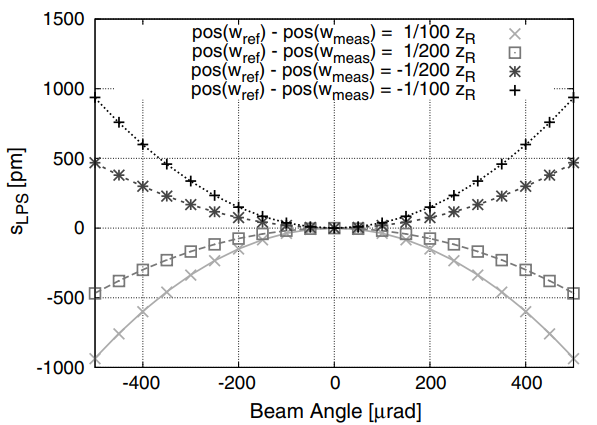 pos(w_ref) - pos(w_meas) = 1/100 z_R
pos(w_ref) - pos(w_meas) = 1/200 z_R
pos(w_ref) - pos(w_meas) = -1/200 z_R
pos(w_ref) - pos(w_meas) = -1/100 z_R
1500
1000
500
0
-500
-1000
s_LPS [pm]
-400 -200 0 200 400
Beam Angle [μrad]